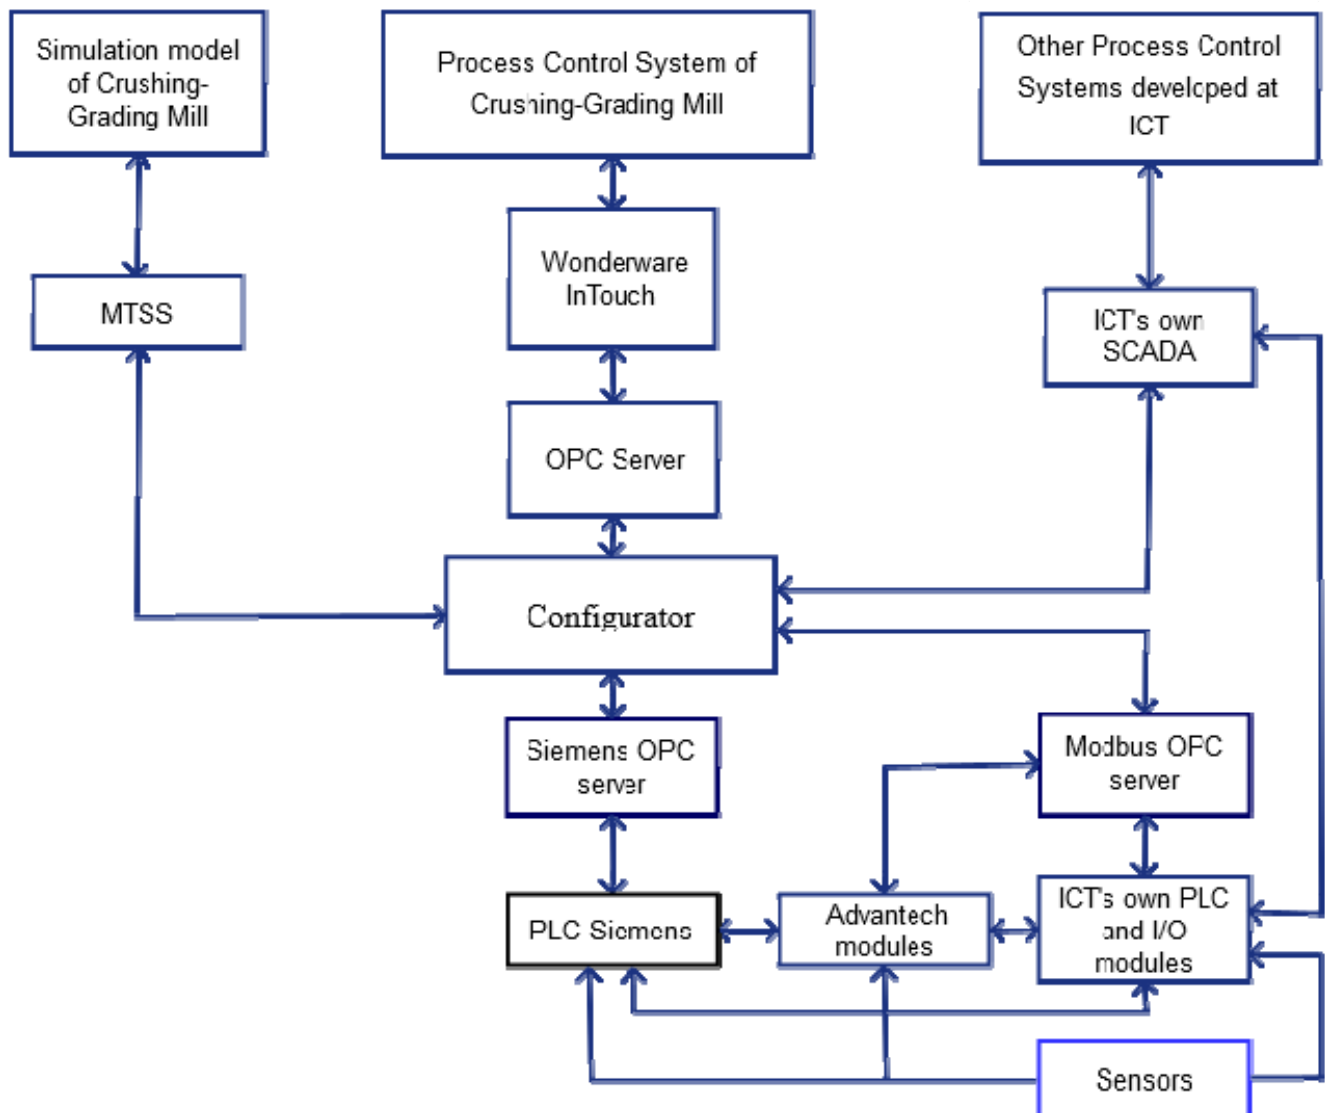 Simulation model
of Crushing-
Grading Mill
Process Control System of
Crushing-Grading Mill
Other Process Control
Systems developed at
ICT
MTSS
Wonderware
InTouch
ICT's own
SCADA
OPC Server
Configurator
Siemens OPC
server
Modbus OPC
server
PLC Siemens
Advantech
modules
ICT's own PLC
and I/O
modules
Sensors